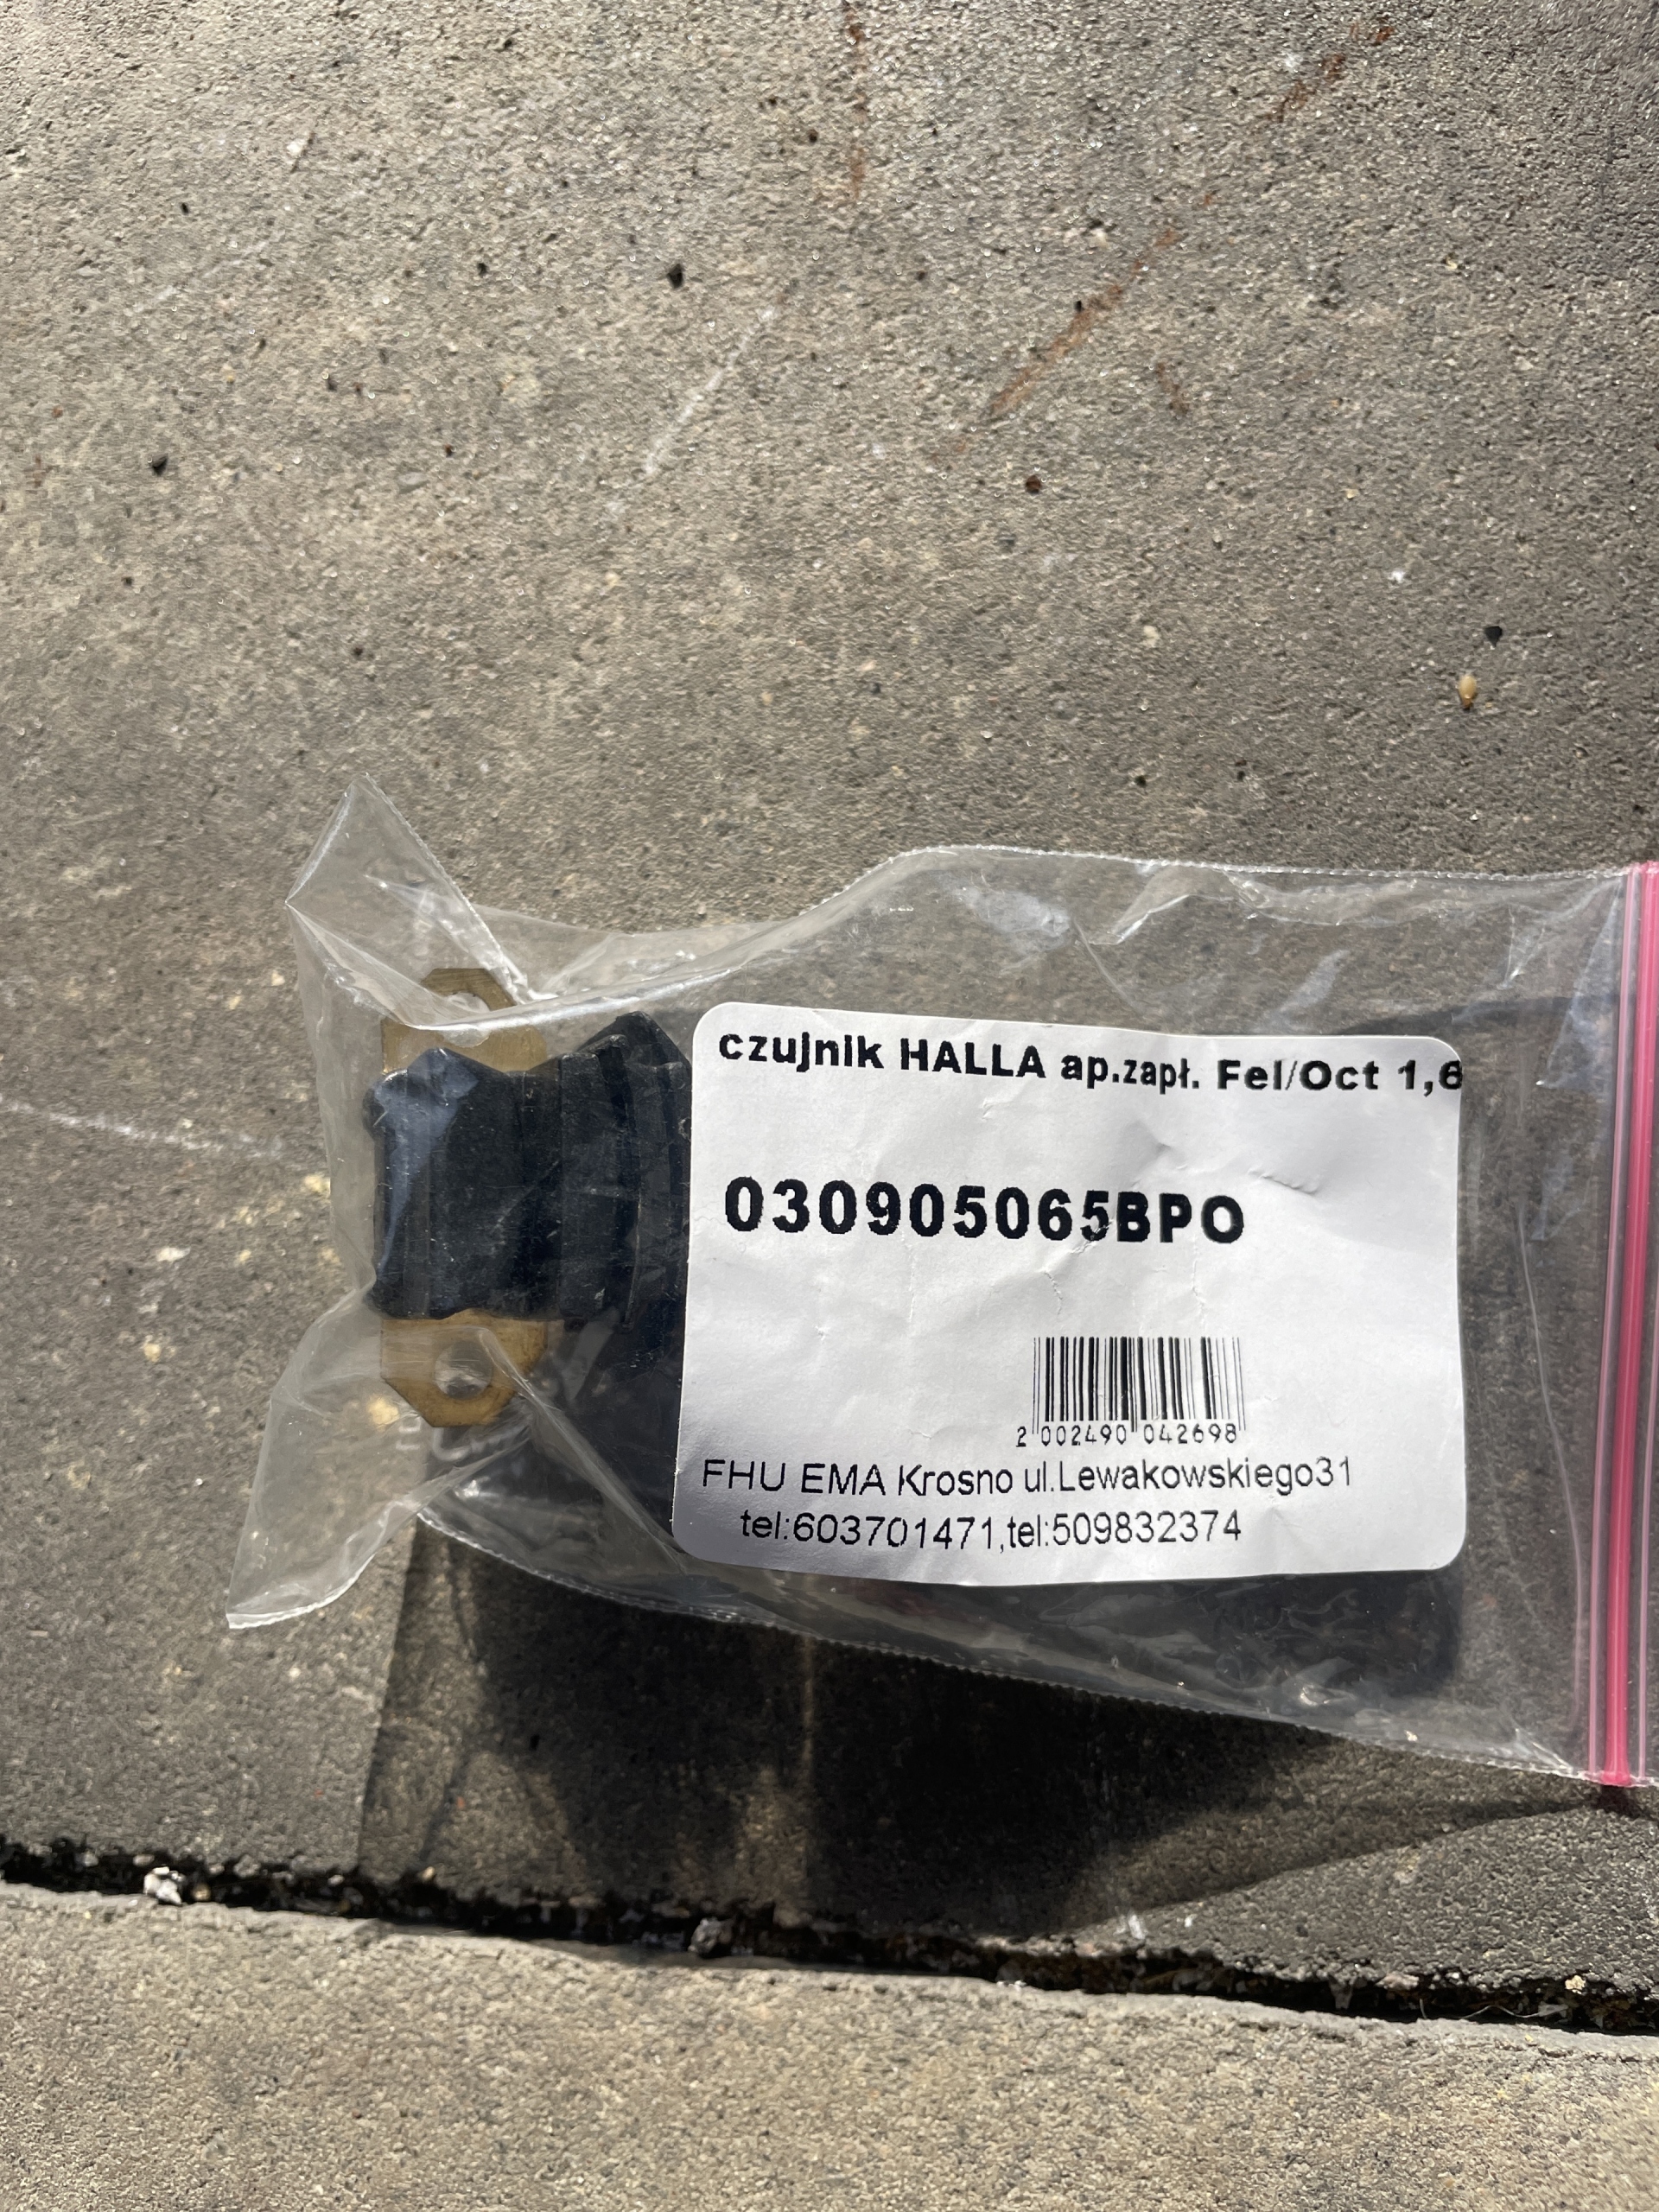 czujnik HALLA ap.zapł. Fel/Oct 1,6
030905065BPO
2 002490 042698
FHU EMA Krosno ul.Lewakowskiego31
tel:603701471,tel:509832374